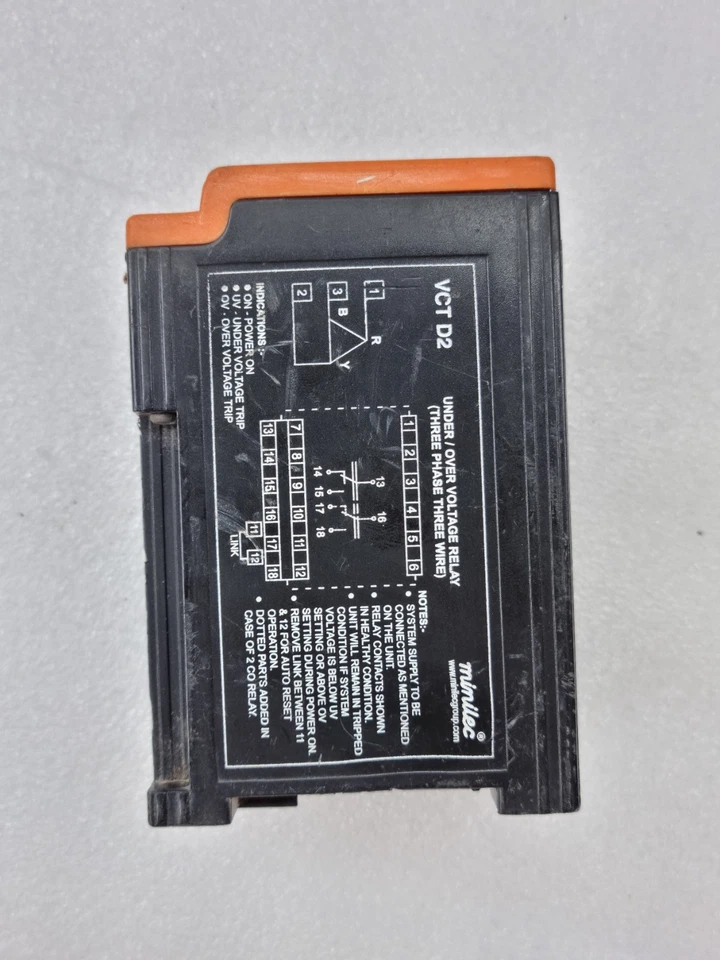 VCT D2
UNDER / OVER VOLTAGE RELAY
(THREE PHASE THREE WIRE)
minilec®
www.minilecgroup.com
1
3
2
R
B
Y
1 2 3 4 5 6
13 16
14 15 17 18
7 8 9 10 11 12
13 14 15 16 17 18
11 12
LINK
INDICATIONS :-
● ON - POWER ON
● UV - UNDER VOLTAGE TRIP
● OV - OVER VOLTAGE TRIP
NOTES:-
● SYSTEM SUPPLY TO BE
CONNECTED AS MENTIONED
ON THE UNIT.
● RELAY CONTACTS SHOWN
IN HEALTHY CONDITION.
● UNIT WILL REMAIN IN TRIPPED
CONDITION IF SYSTEM
VOLTAGE IS BELOW UV
SETTING OR ABOVE OV
SETTING DURING POWER ON.
● REMOVE LINK BETWEEN 11
& 12 FOR AUTO RESET
OPERATION.
● DOTTED PARTS ADDED IN
CASE OF 2 CO RELAY.